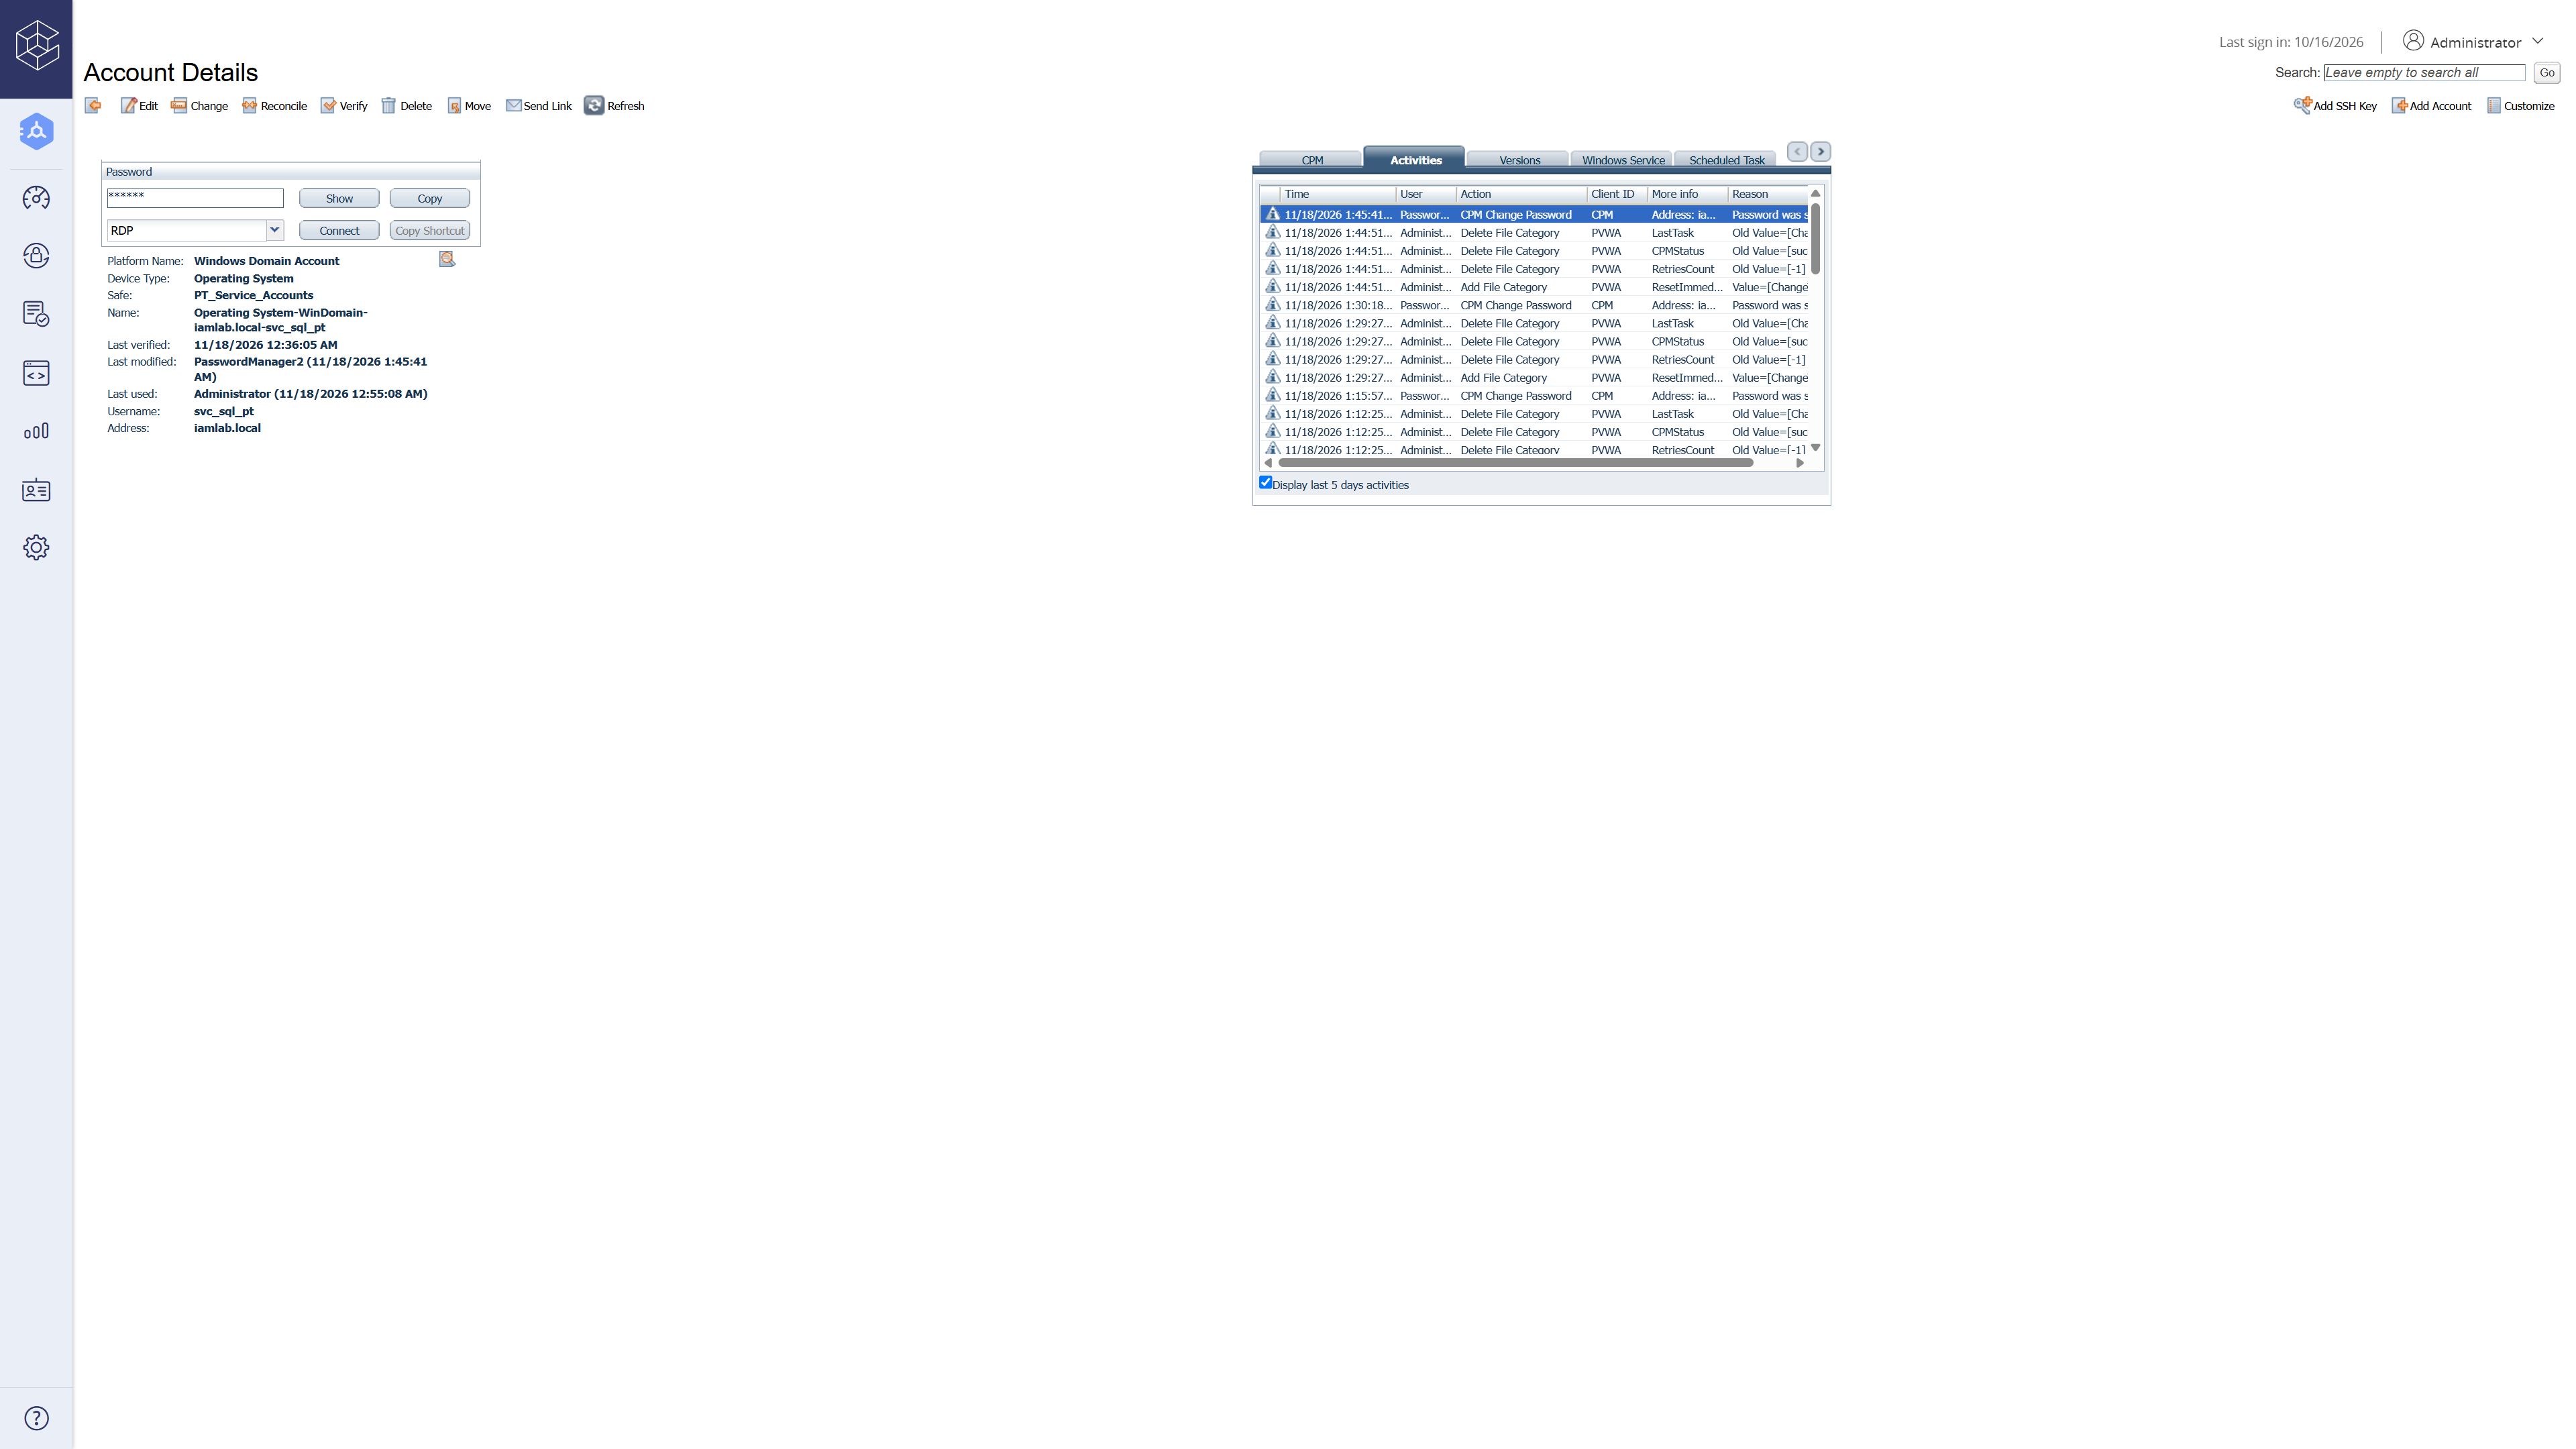 Last sign in: 10/16/2026
Administrator
Account Details
Search: Leave empty to search all Go
Edit Change Reconcile Verify Delete Move Send Link Refresh
Add SSH Key Add Account Customize
Password
****** Show Copy
RDP Connect Copy Shortcut
Platform Name: Windows Domain Account
Device Type: Operating System
Safe: PT_Service_Accounts
Name: Operating System-WinDomain-
iamlab.local-svc_sql_pt
Last verified: 11/18/2026 12:36:05 AM
Last modified: PasswordManager2 (11/18/2026 1:45:41
AM)
Last used: Administrator (11/18/2026 12:55:08 AM)
Username: svc_sql_pt
Address: iamlab.local
CPM Activities Versions Windows Service Scheduled Task
Time User Action Client ID More info Reason
11/18/2026 1:45:41... Passwor... CPM Change Password CPM Address: ia... Password was s
11/18/2026 1:44:51... Administ... Delete File Category PVWA LastTask Old Value=[Cha
11/18/2026 1:44:51... Administ... Delete File Category PVWA CPMStatus Old Value=[suc
11/18/2026 1:44:51... Administ... Delete File Category PVWA RetriesCount Old Value=[-1]
11/18/2026 1:44:51... Administ... Add File Category PVWA ResetImmed... Value=[Change
11/18/2026 1:30:18... Passwor... CPM Change Password CPM Address: ia... Password was s
11/18/2026 1:29:27... Administ... Delete File Category PVWA LastTask Old Value=[Cha
11/18/2026 1:29:27... Administ... Delete File Category PVWA CPMStatus Old Value=[suc
11/18/2026 1:29:27... Administ... Delete File Category PVWA RetriesCount Old Value=[-1]
11/18/2026 1:29:27... Administ... Add File Category PVWA ResetImmed... Value=[Change
11/18/2026 1:15:57... Passwor... CPM Change Password CPM Address: ia... Password was s
11/18/2026 1:12:25... Administ... Delete File Category PVWA LastTask Old Value=[Cha
11/18/2026 1:12:25... Administ... Delete File Category PVWA CPMStatus Old Value=[suc
11/18/2026 1:12:25... Administ... Delete File Category PVWA RetriesCount Old Value=[-1]
Display last 5 days activities